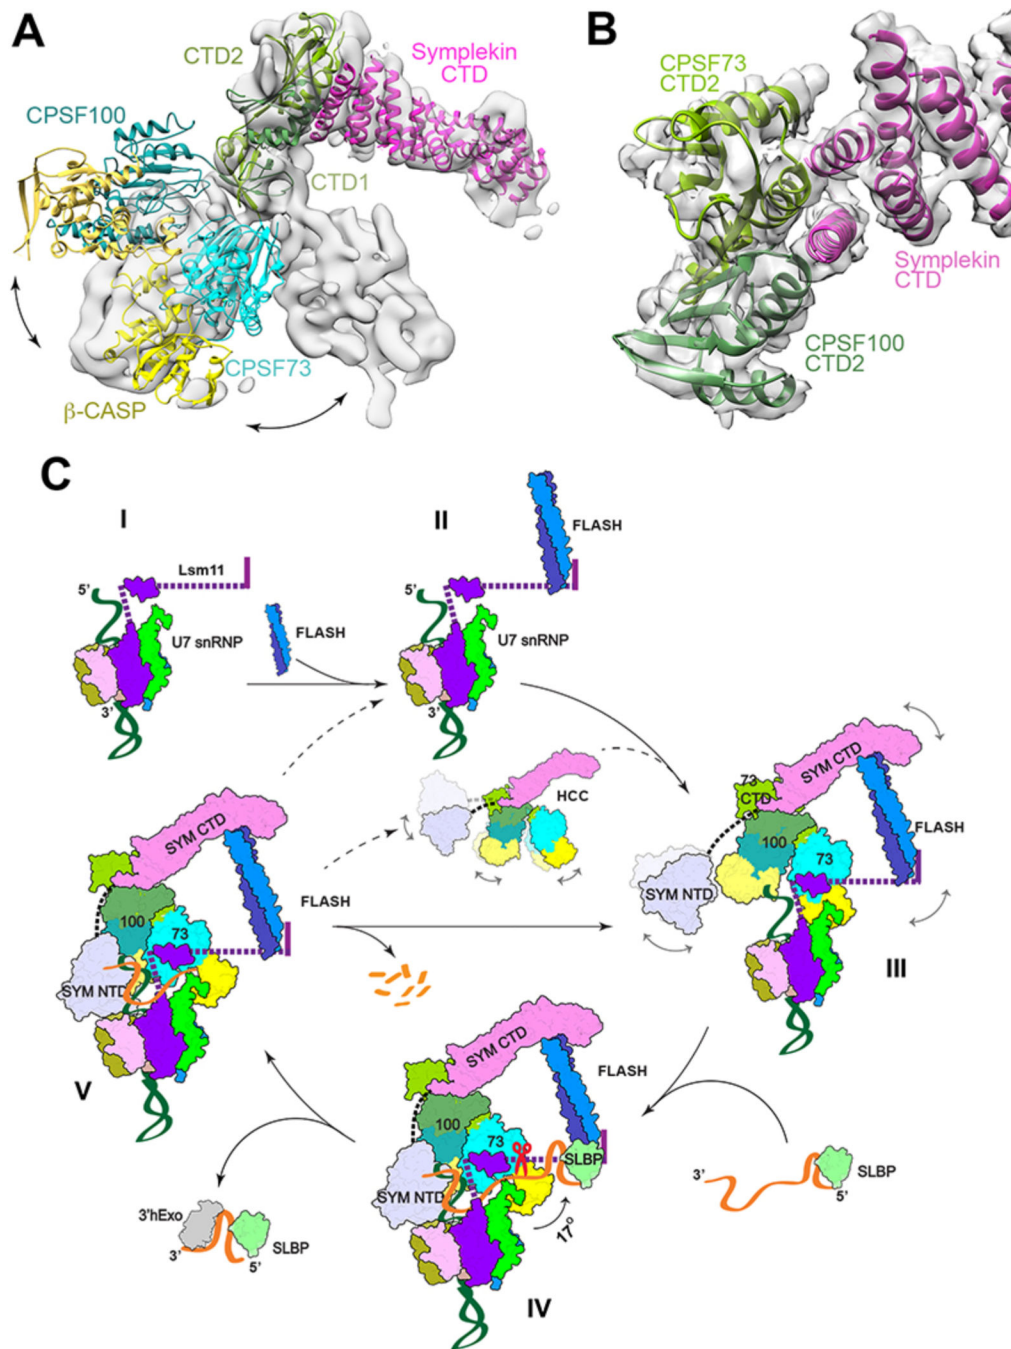 A
CTD2
Symplekin
CTD
CPSF100
CTD1
CPSF73
β-CASP
B
CPSF73
CTD2
Symplekin
CTD
CPSF100
CTD2
C
I
Lsm11
5'
U7 snRNP
3'
FLASH
II
FLASH
5'
U7 snRNP
3'
HCC
SYM CTD
73
CTD
100
73
FLASH
SYM NTD
III
SYM CTD
100
73
FLASH
SYM NTD
V
SYM CTD
FLASH
100
73
SLBP
SYM NTD
17°
IV
3'
SLBP
5'
3'hExo
3'
5'
SLBP